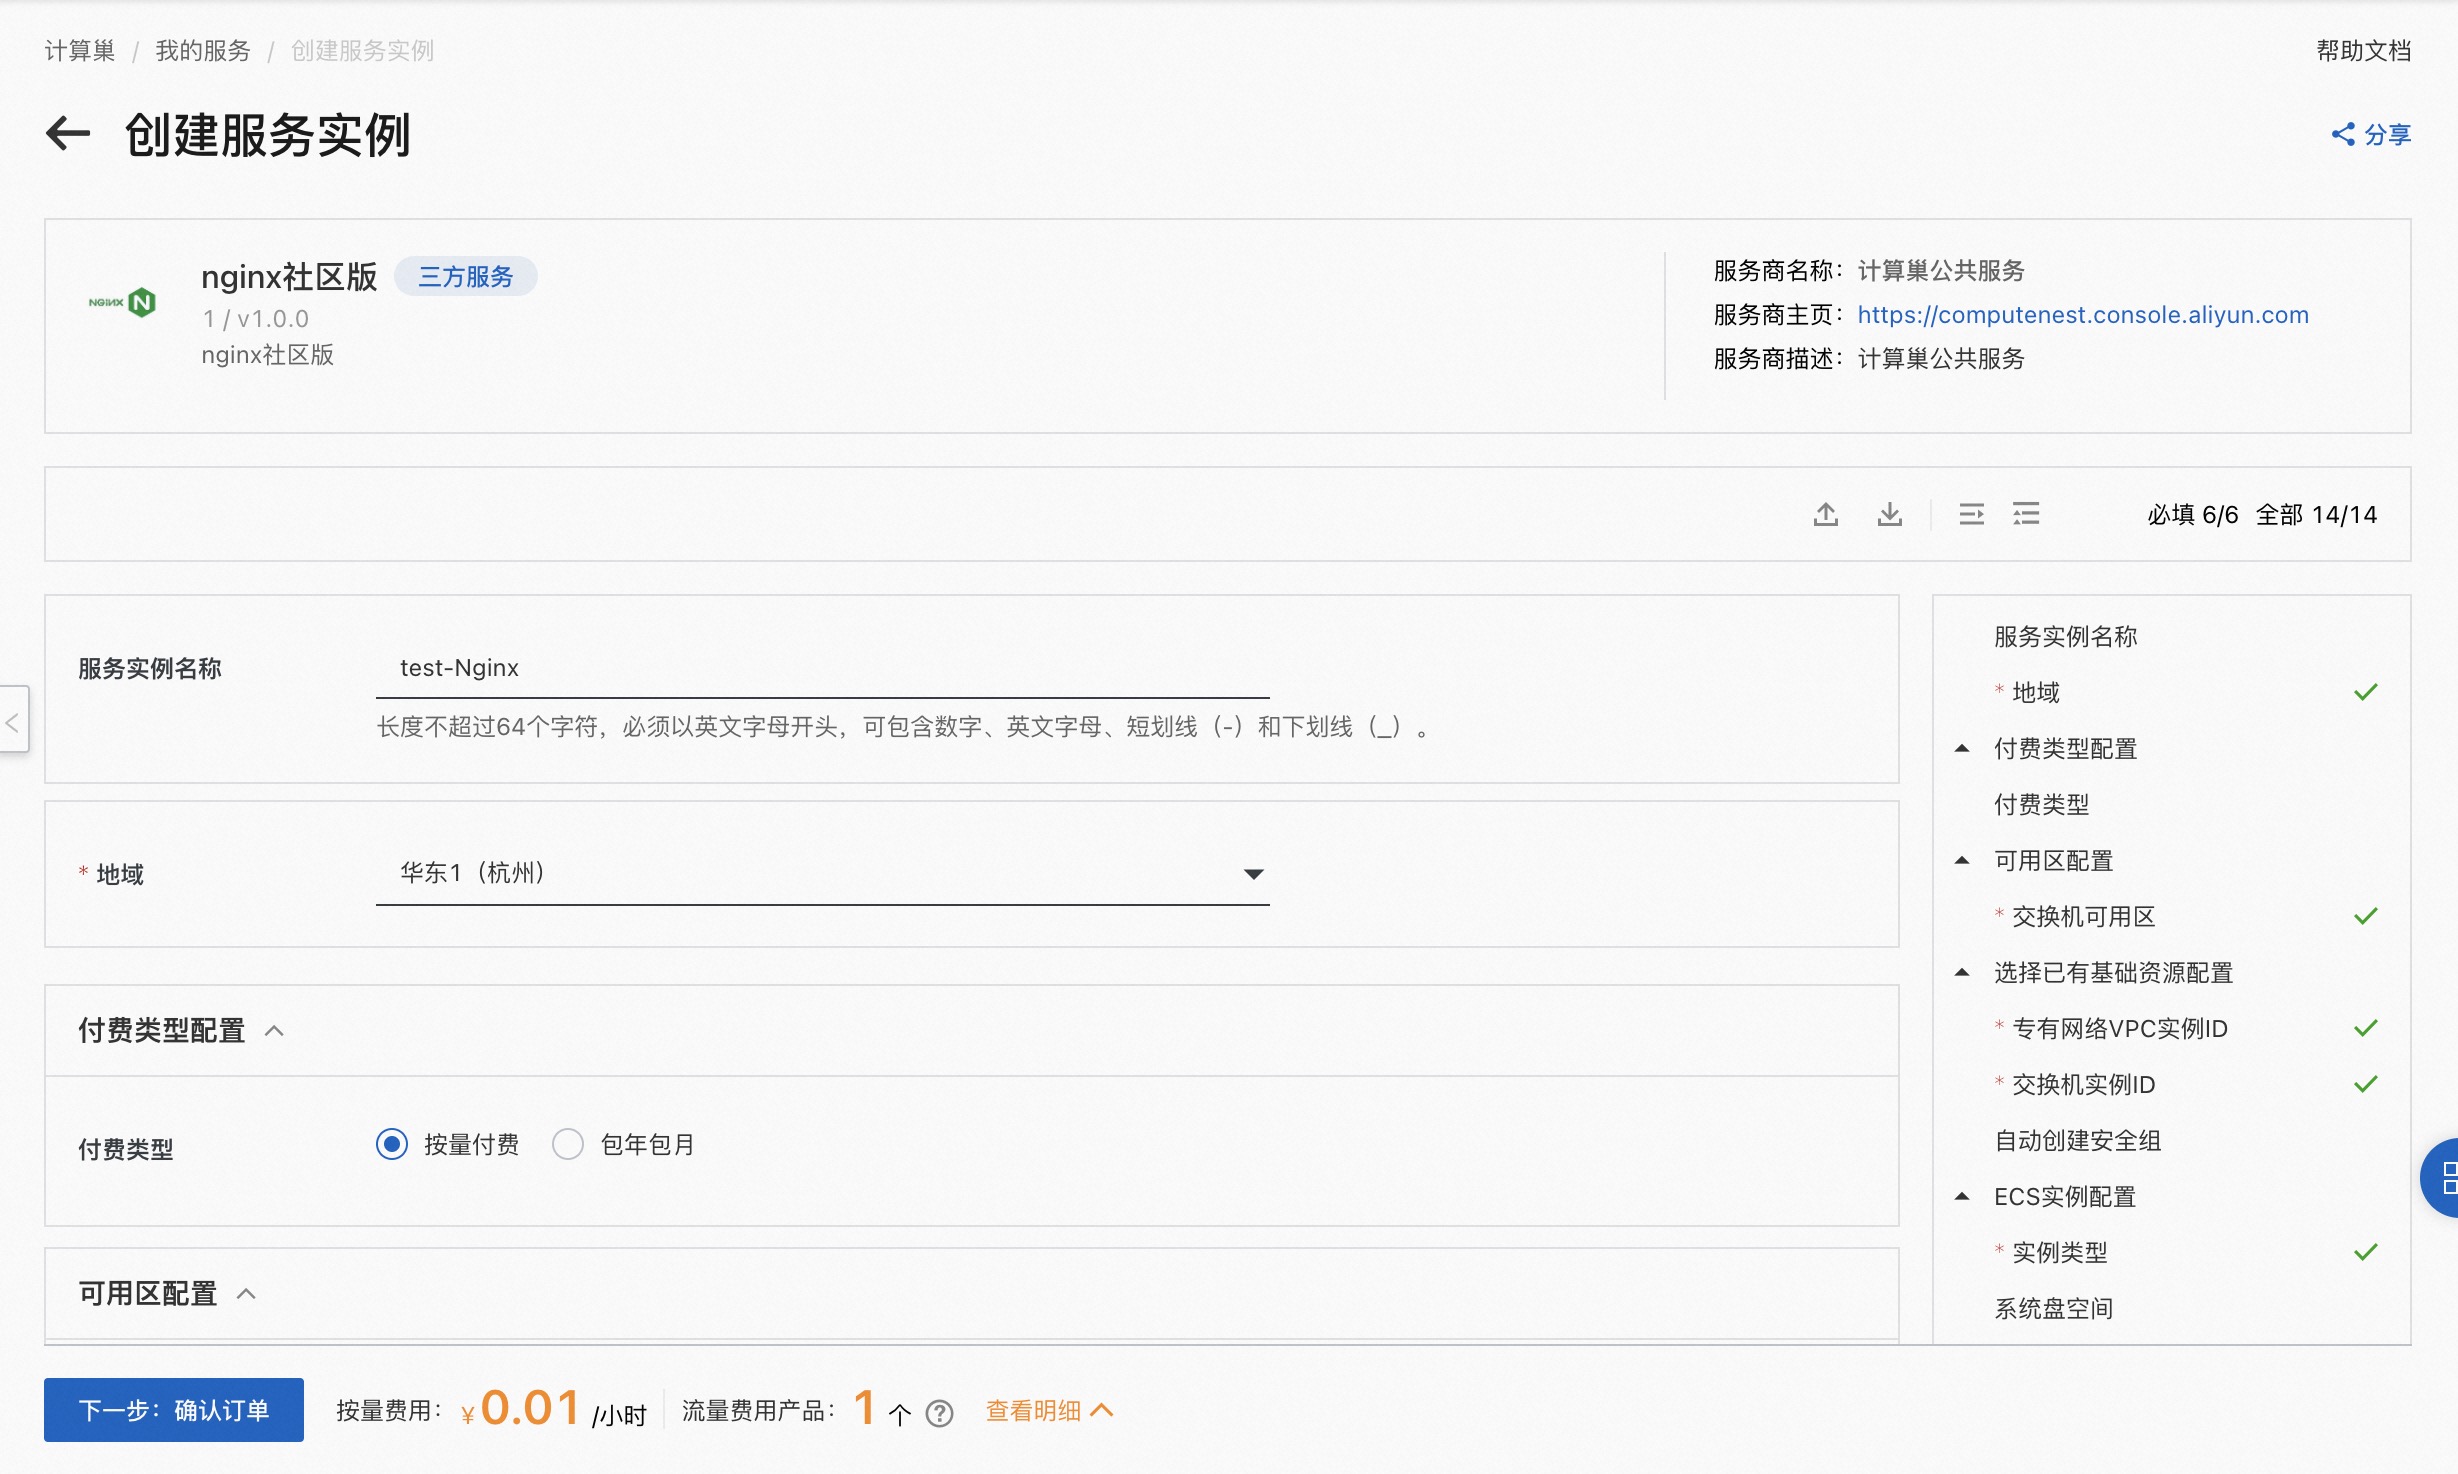 计算巢 / 我的服务 / 创建服务实例
帮助文档
创建服务实例
分享
NGINX N
nginx社区版 三方服务
1 / v1.0.0
nginx社区版
服务商名称：计算巢公共服务
服务商主页：https://computenest.console.aliyun.com
服务商描述：计算巢公共服务
必填 6/6 全部 14/14
服务实例名称 test-Nginx
长度不超过64个字符，必须以英文字母开头，可包含数字、英文字母、短划线（-）和下划线（_）。
* 地域 华东1（杭州）
付费类型配置
付费类型 按量付费 包年包月
可用区配置
服务实例名称
* 地域
付费类型配置
付费类型
可用区配置
* 交换机可用区
选择已有基础资源配置
* 专有网络VPC实例ID
* 交换机实例ID
自动创建安全组
ECS实例配置
* 实例类型
系统盘空间
下一步：确认订单 按量费用：¥0.01 /小时 流量费用产品：1 个 ? 查看明细